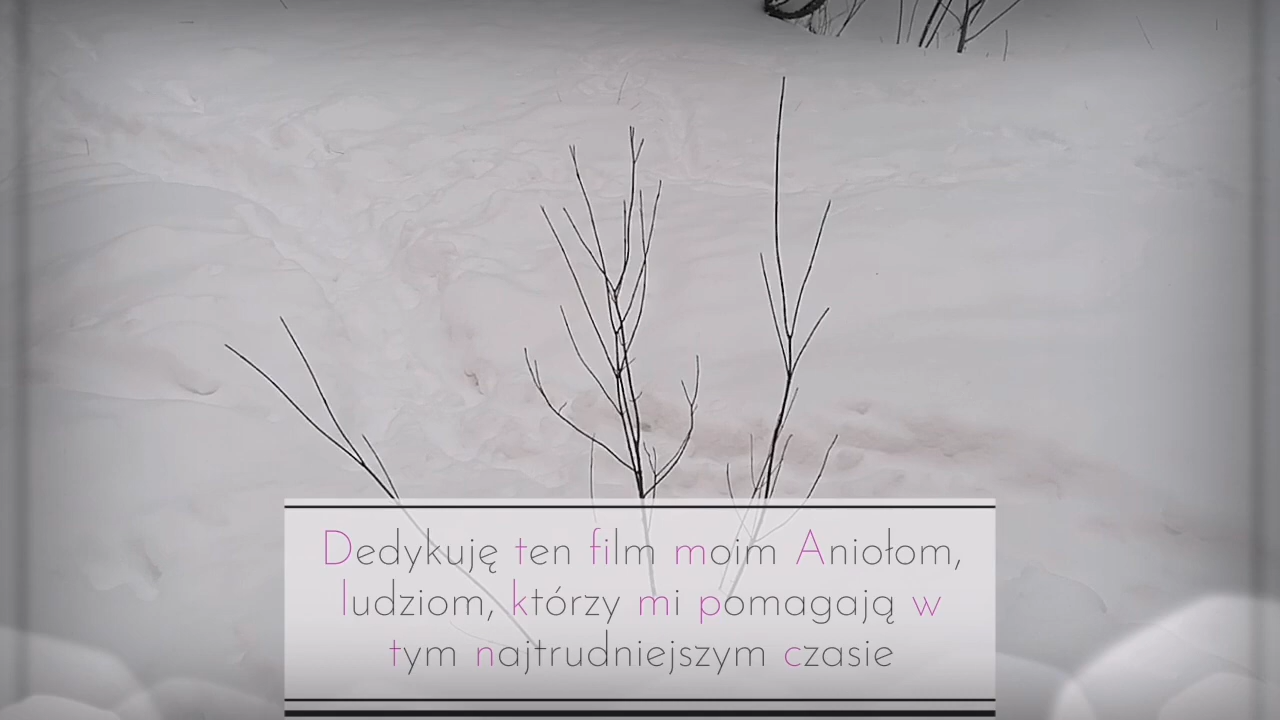 Dedykuję ten film moim Aniołom,
ludziom, którzy mi pomagają w
tym najtrudniejszym czasie